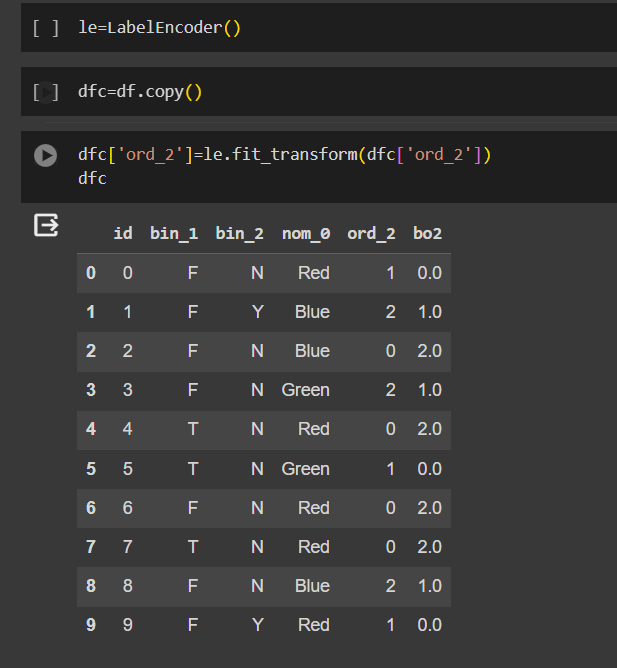 [ ] le=LabelEncoder()
[ ] dfc=df.copy()
dfc['ord_2']=le.fit_transform(dfc['ord_2'])
dfc
id bin_1 bin_2 nom_0 ord_2 bo2
0 0 F N Red 1 0.0
1 1 F Y Blue 2 1.0
2 2 F N Blue 0 2.0
3 3 F N Green 2 1.0
4 4 T N Red 0 2.0
5 5 T N Green 1 0.0
6 6 F N Red 0 2.0
7 7 T N Red 0 2.0
8 8 F N Blue 2 1.0
9 9 F Y Red 1 0.0